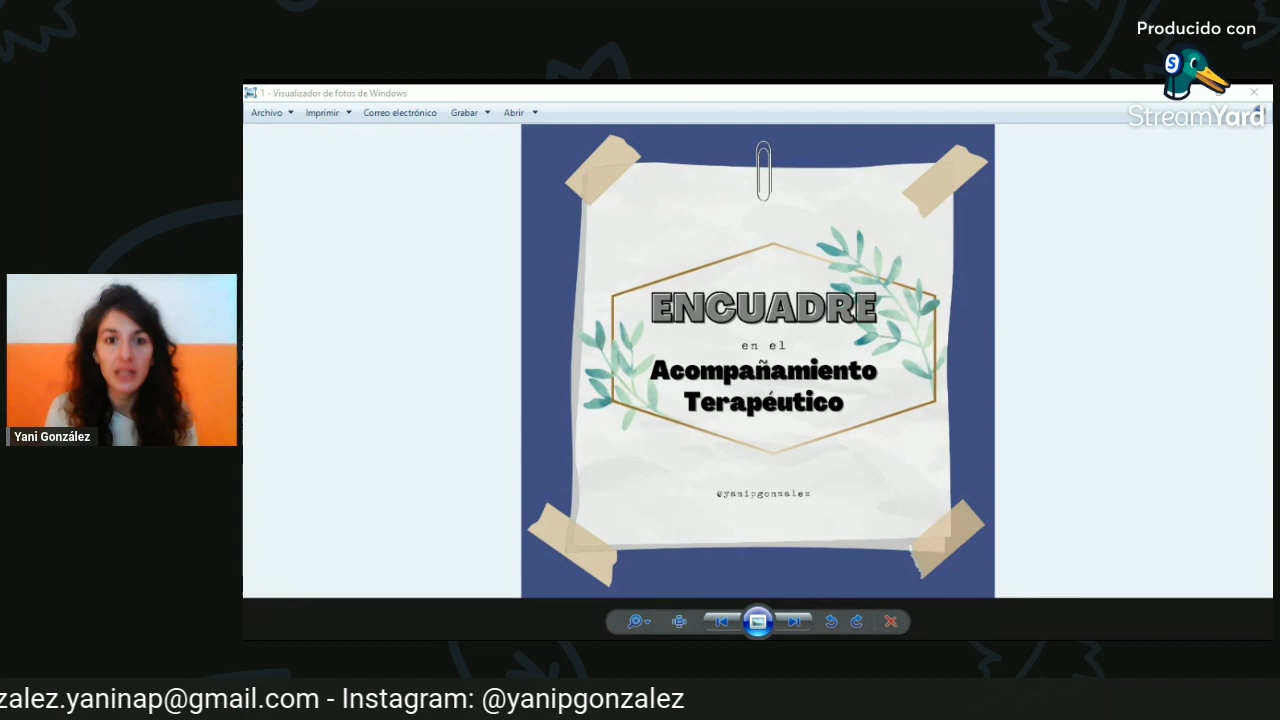 Producido con
StreamYard
1 - Visualizador de fotos de Windows
Archivo Imprimir Correo electrónico Grabar Abrir
ENCUADRE
en el
Acompañamiento
Terapéutico
@yanipgonzalez
Yani González
zalez.yaninap@gmail.com - Instagram: @yanipgonzalez